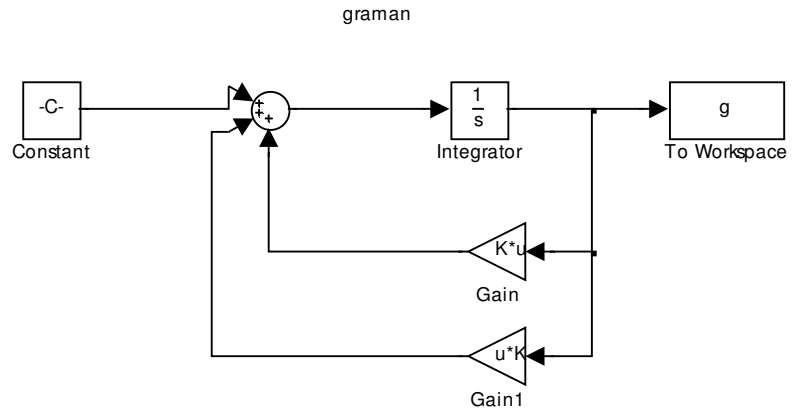 graman
-C-
Constant
+
+
+
1
s
Integrator
g
To Workspace
K*u
Gain
u*K
Gain1